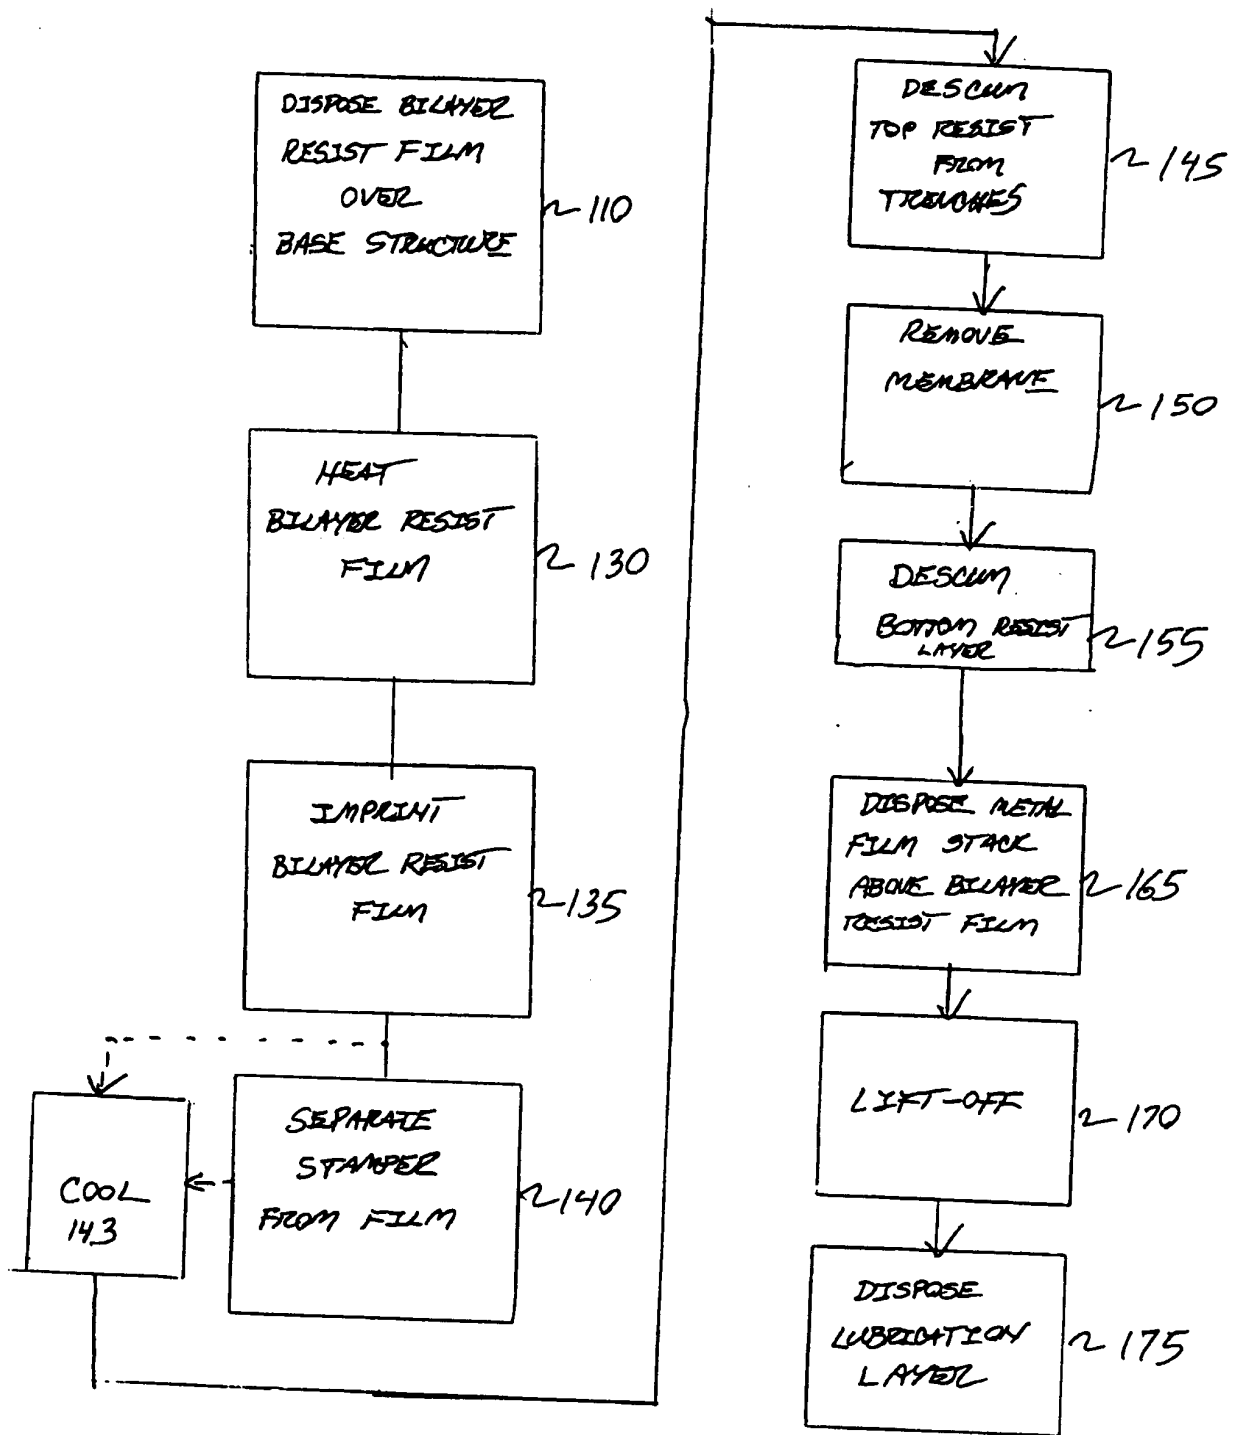 DISPOSE BILAYER
RESIST FILM
OVER
BASE STRUCTURE
110
HEAT
BILAYER RESIST
FILM
130
IMPRINT
BILAYER RESIST
FILM
135
SEPARATE
STAMPER
FROM FILM
140
COOL
143
DESCUM
TOP RESIST
FROM
TRENCHES
145
REMOVE
MEMBRANE
150
DESCUM
BOTTOM RESIST
LAYER
155
DISPOSE METAL
FILM STACK
ABOVE BILAYER
RESIST FILM
165
LIFT-OFF
170
DISPOSE
LUBRICATION
LAYER
175